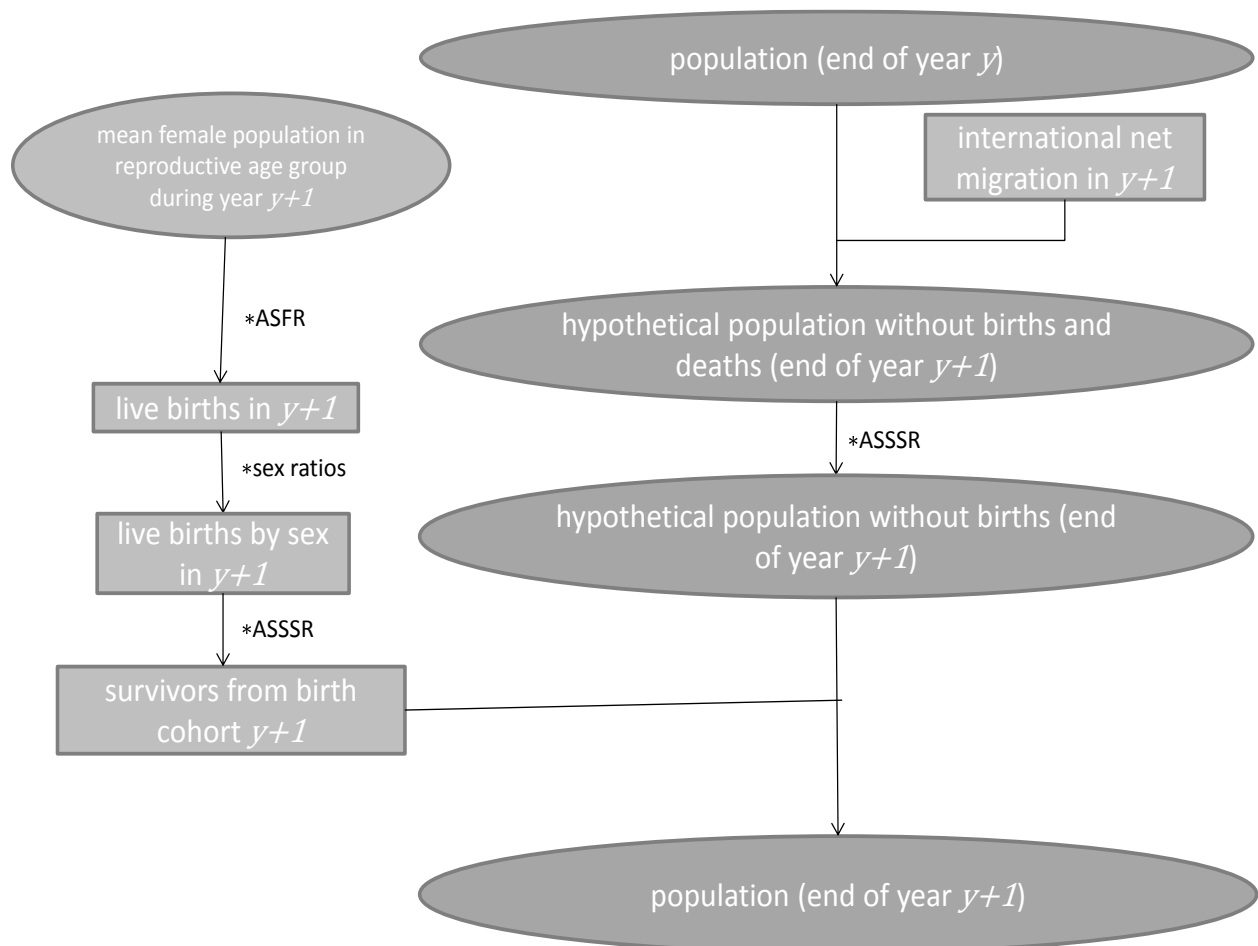 population (end of year y)
mean female population in
reproductive age group
during year y+1
international net
migration in y+1
*ASFR
hypothetical population without births and
deaths (end of year y+1)
live births in y+1
*ASSSR
*sex ratios
hypothetical population without births (end
of year y+1)
live births by sex
in y+1
*ASSSR
survivors from birth
cohort y+1
population (end of year y+1)